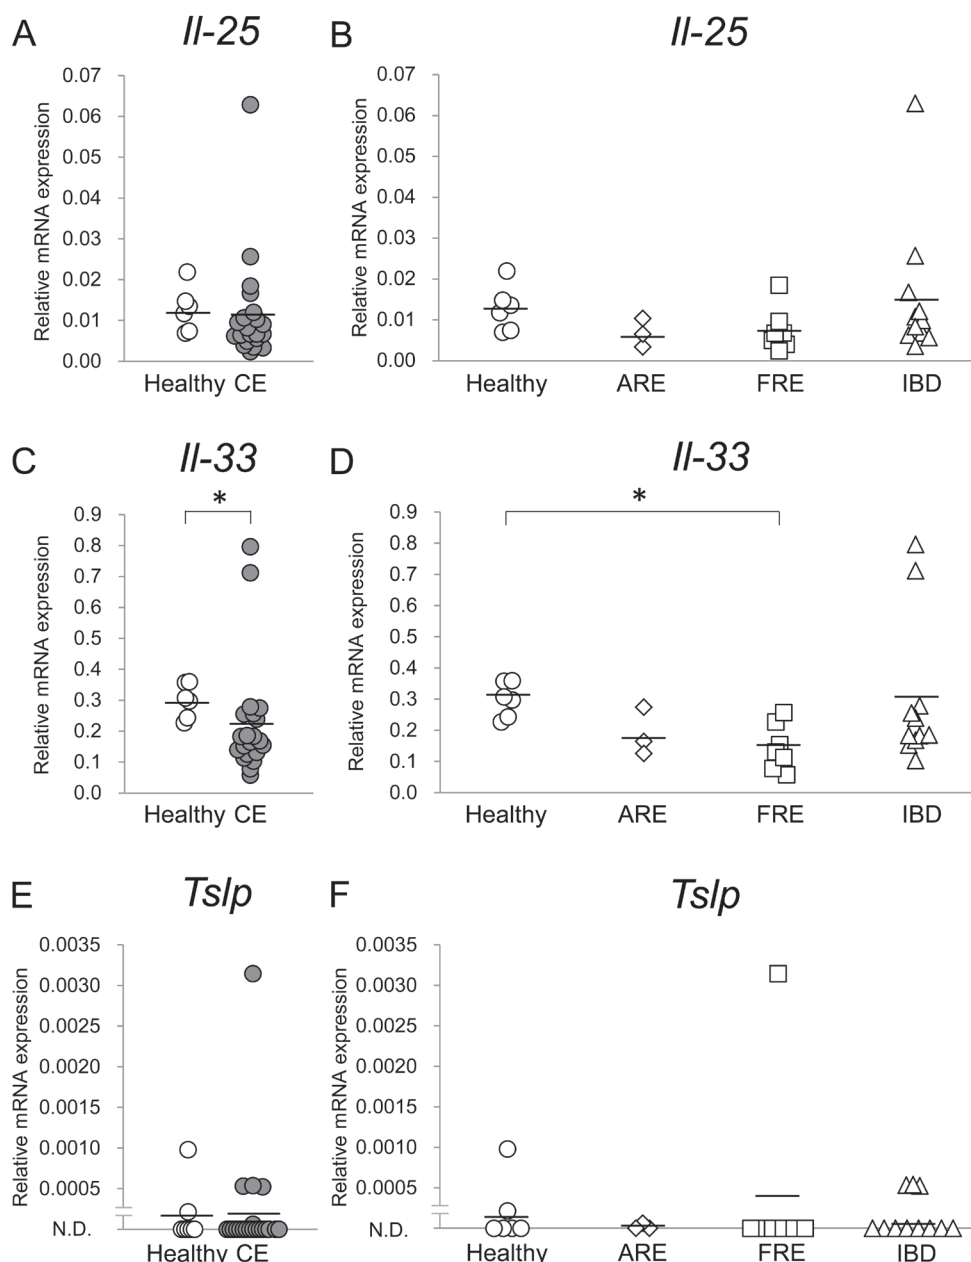 A
Il-25
Relative mRNA expression
0.07
0.06
0.05
0.04
0.03
0.02
0.01
0.00
Healthy CE
B
Il-25
Relative mRNA expression
0.07
0.06
0.05
0.04
0.03
0.02
0.01
0.00
Healthy ARE FRE IBD
C
Il-33
*
Relative mRNA expression
0.9
0.8
0.7
0.6
0.5
0.4
0.3
0.2
0.1
0.0
Healthy CE
D
Il-33
*
Relative mRNA expression
0.9
0.8
0.7
0.6
0.5
0.4
0.3
0.2
0.1
0.0
Healthy ARE FRE IBD
E
Tslp
Relative mRNA expression
0.0035
0.0030
0.0025
0.0020
0.0015
0.0010
0.0005
N.D.
Healthy CE
F
Tslp
Relative mRNA expression
0.0035
0.0030
0.0025
0.0020
0.0015
0.0010
0.0005
N.D.
Healthy ARE FRE IBD